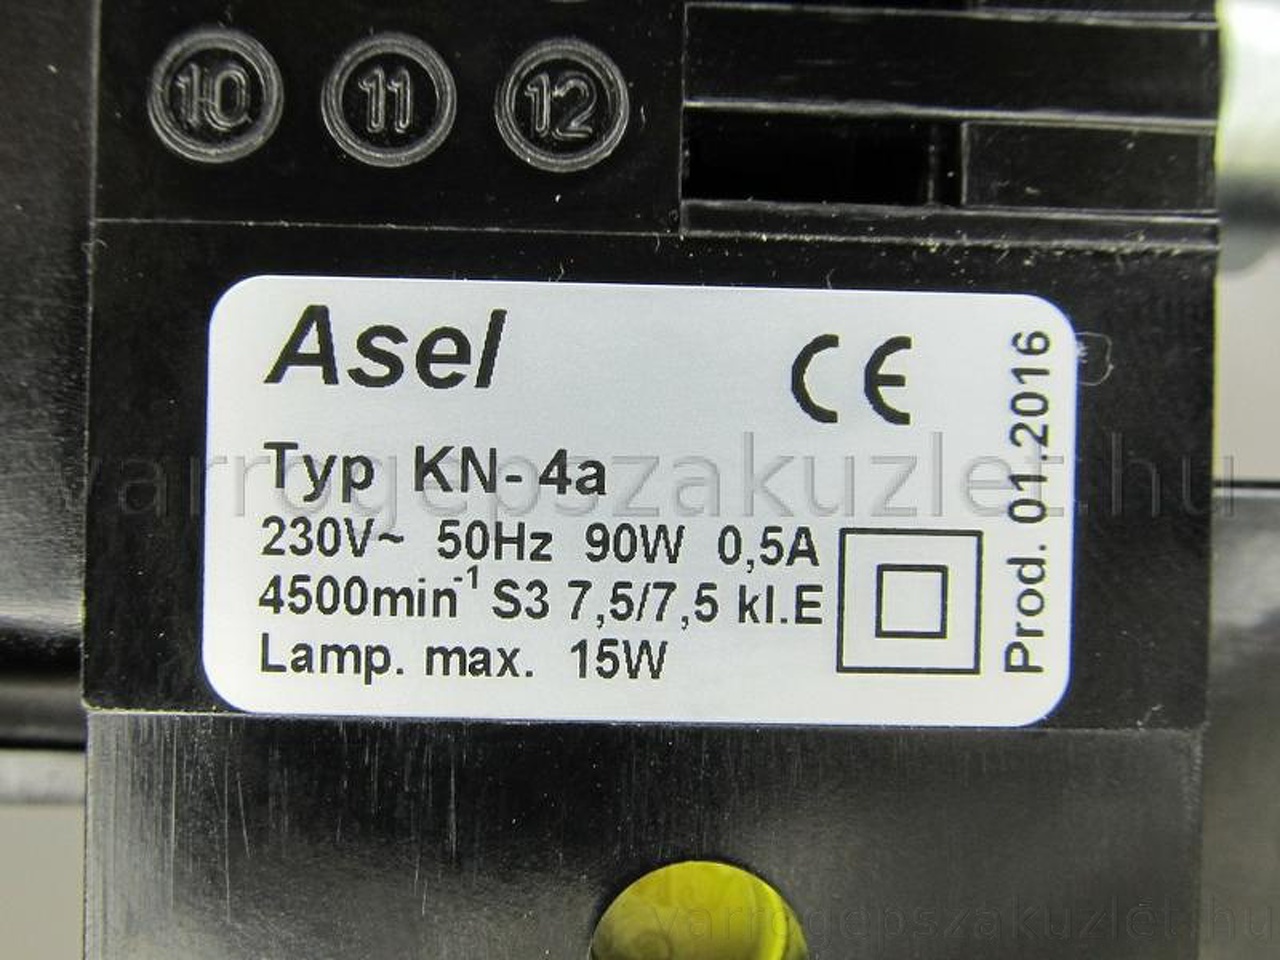 10 11 12
Asel
CE
Typ KN-4a
230V~ 50Hz 90W 0,5A
4500min-1 S3 7,5/7,5 kl.E
Lamp. max. 15W
Prod. 01.2016
varrogepszakuzlet.hu
varrogepszakuzlet.hu